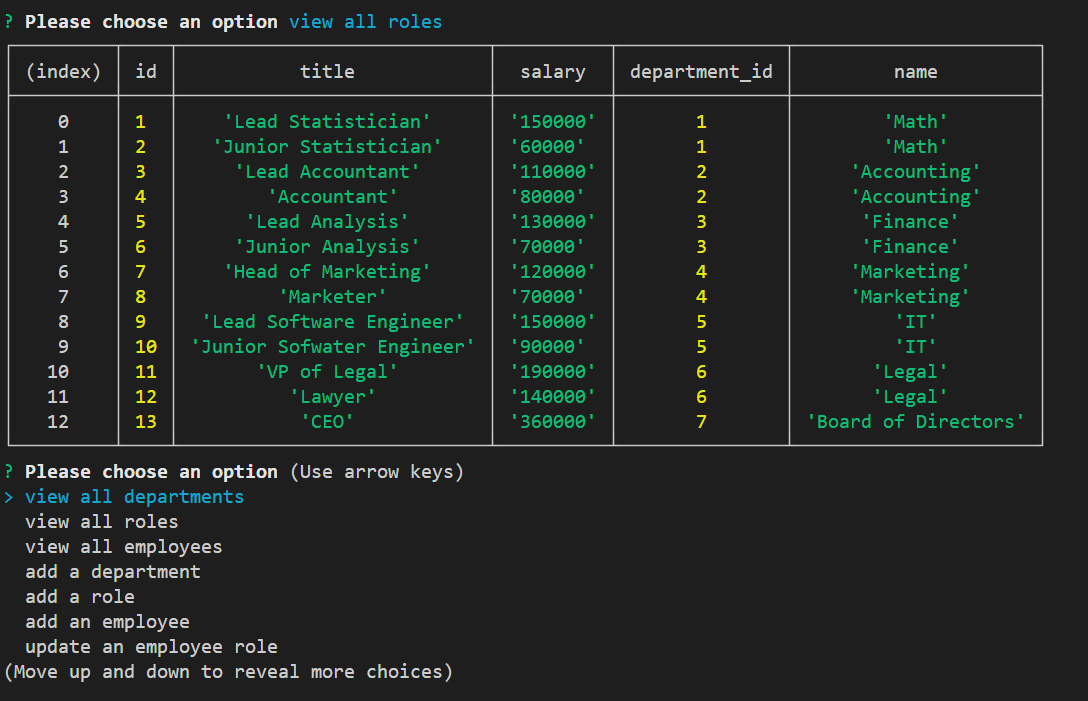 ? Please choose an option view all roles
(index) id title salary department_id name
0 1 'Lead Statistician' '150000' 1 'Math'
1 2 'Junior Statistician' '60000' 1 'Math'
2 3 'Lead Accountant' '110000' 2 'Accounting'
3 4 'Accountant' '80000' 2 'Accounting'
4 5 'Lead Analysis' '130000' 3 'Finance'
5 6 'Junior Analysis' '70000' 3 'Finance'
6 7 'Head of Marketing' '120000' 4 'Marketing'
7 8 'Marketer' '70000' 4 'Marketing'
8 9 'Lead Software Engineer' '150000' 5 'IT'
9 10 'Junior Sofwater Engineer' '90000' 5 'IT'
10 11 'VP of Legal' '190000' 6 'Legal'
11 12 'Lawyer' '140000' 6 'Legal'
12 13 'CEO' '360000' 7 'Board of Directors'
? Please choose an option (Use arrow keys)
> view all departments
view all roles
view all employees
add a department
add a role
add an employee
update an employee role
(Move up and down to reveal more choices)